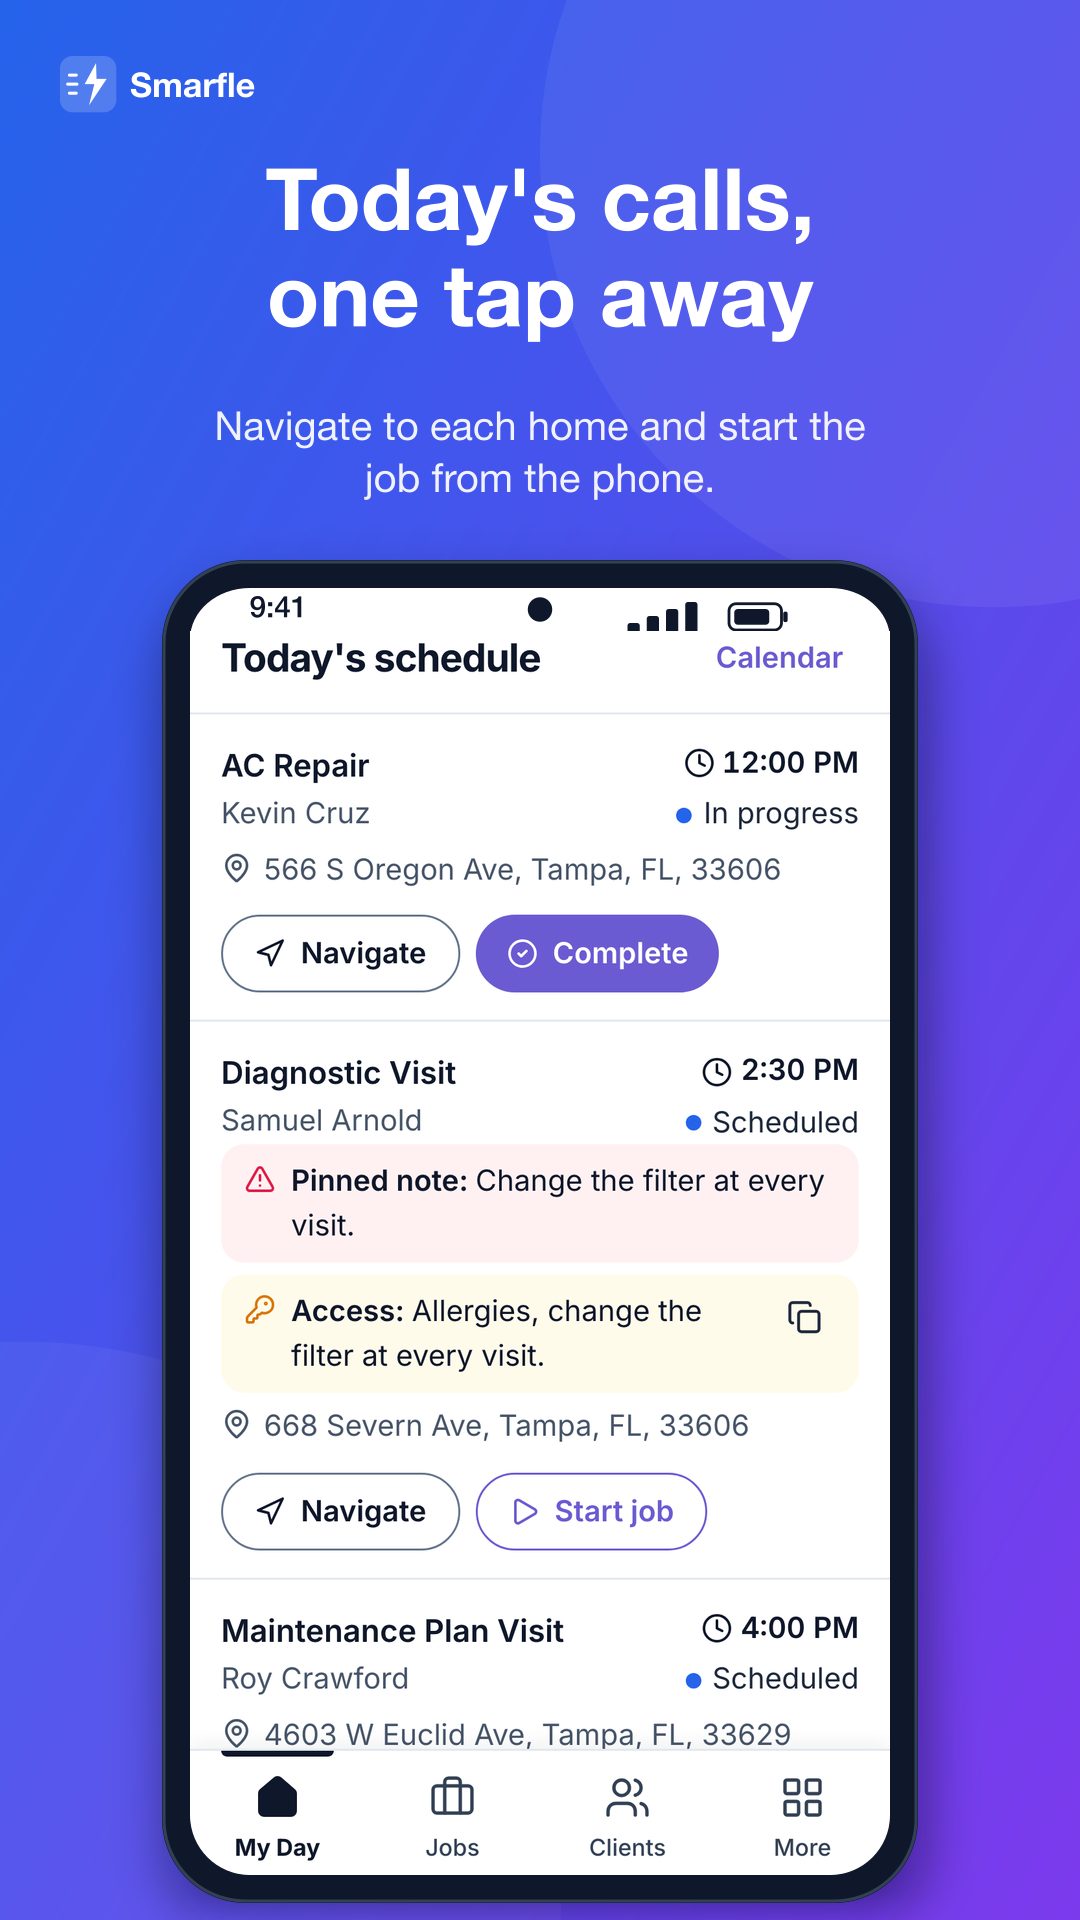 Smarfle
Today's calls,
one tap away
Navigate to each home and start the
job from the phone.
9:41
Today's schedule
Calendar
AC Repair
12:00 PM
Kevin Cruz
In progress
566 S Oregon Ave, Tampa, FL, 33606
Navigate
Complete
Diagnostic Visit
2:30 PM
Samuel Arnold
Scheduled
Pinned note: Change the filter at every
visit.
Access: Allergies, change the
filter at every visit.
668 Severn Ave, Tampa, FL, 33606
Navigate
Start job
Maintenance Plan Visit
4:00 PM
Roy Crawford
Scheduled
4603 W Euclid Ave, Tampa, FL, 33629
My Day
Jobs
Clients
More